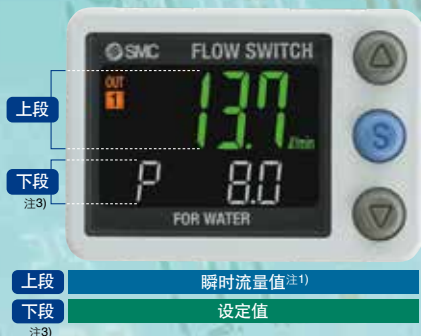 SMC FLOW SWITCH
OUT
1
13.7
ℓ/min
上段
P 8.0
下段
注3)
S
FOR WATER
上段 瞬时流量值注1)
下段 设定值
注3)